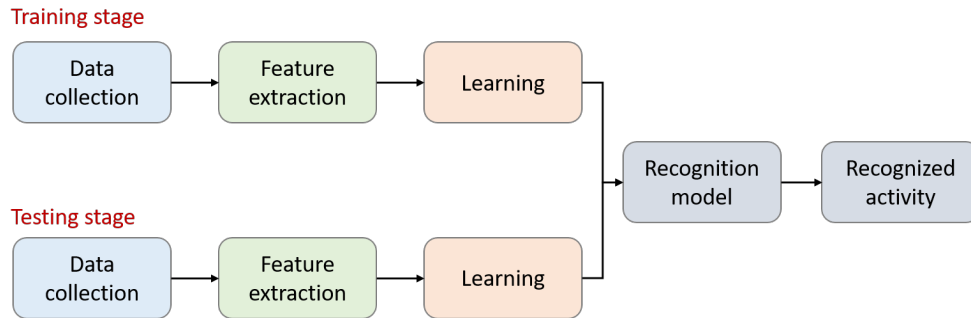 Training stage
Data
collection
Feature
extraction
Learning
Recognition
model
Recognized
activity
Testing stage
Data
collection
Feature
extraction
Learning